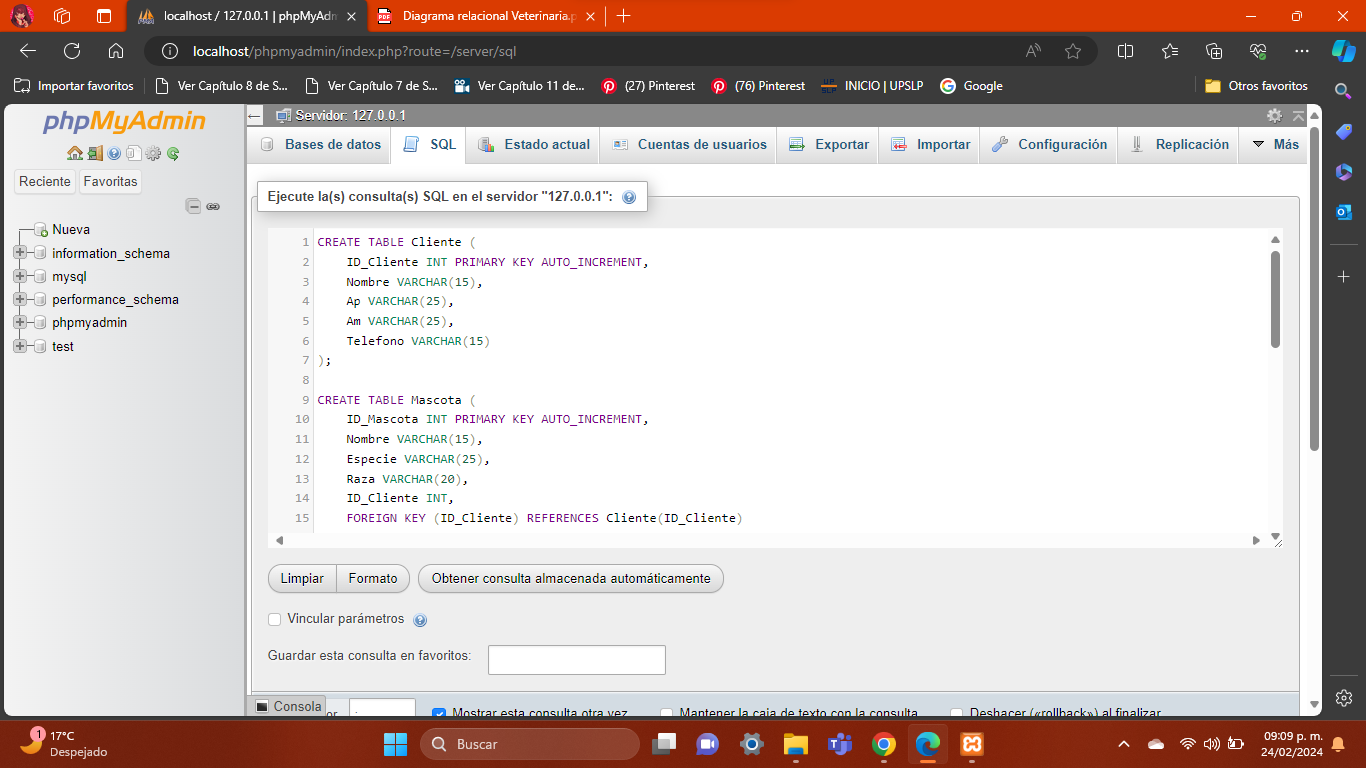 localhost / 127.0.0.1 | phpMyAdm
Diagrama relacional Veterinaria.p
localhost/phpmyadmin/index.php?route=/server/sql
Importar favoritos
Ver Capítulo 8 de S...
Ver Capítulo 7 de S...
Ver Capítulo 11 de...
(27) Pinterest
(76) Pinterest
INICIO | UPSLP
Google
Otros favoritos
phpMyAdmin
Reciente
Favoritas
Nueva
information_schema
mysql
performance_schema
phpmyadmin
test
Servidor: 127.0.0.1
Bases de datos
SQL
Estado actual
Cuentas de usuarios
Exportar
Importar
Configuración
Replicación
Más
Ejecute la(s) consulta(s) SQL en el servidor "127.0.0.1":
1 CREATE TABLE Cliente (
2 ID_Cliente INT PRIMARY KEY AUTO_INCREMENT,
3 Nombre VARCHAR(15),
4 Ap VARCHAR(25),
5 Am VARCHAR(25),
6 Telefono VARCHAR(15)
7 );
8
9 CREATE TABLE Mascota (
10 ID_Mascota INT PRIMARY KEY AUTO_INCREMENT,
11 Nombre VARCHAR(15),
12 Especie VARCHAR(25),
13 Raza VARCHAR(20),
14 ID_Cliente INT,
15 FOREIGN KEY (ID_Cliente) REFERENCES Cliente(ID_Cliente)
Limpiar
Formato
Obtener consulta almacenada automáticamente
Vincular parámetros
Guardar esta consulta en favoritos:
Consola
Mostrar esta consulta otra vez
Mantener la caja de texto con la consulta
Deshacer («rollback») al finalizar
1
17°C
Despejado
Buscar
09:09 p. m.
24/02/2024